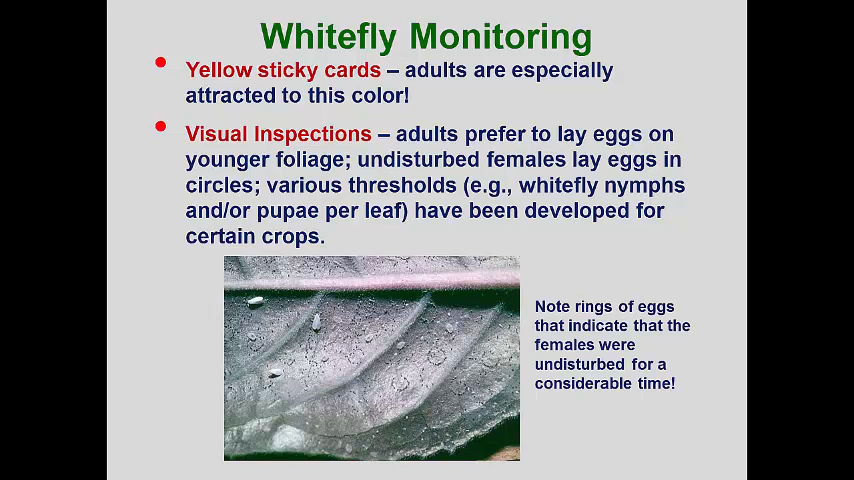 Whitefly Monitoring
• Yellow sticky cards – adults are especially
attracted to this color!
• Visual Inspections – adults prefer to lay eggs on
younger foliage; undisturbed females lay eggs in
circles; various thresholds (e.g., whitefly nymphs
and/or pupae per leaf) have been developed for
certain crops.
Note rings of eggs
that indicate that the
females were
undisturbed for a
considerable time!